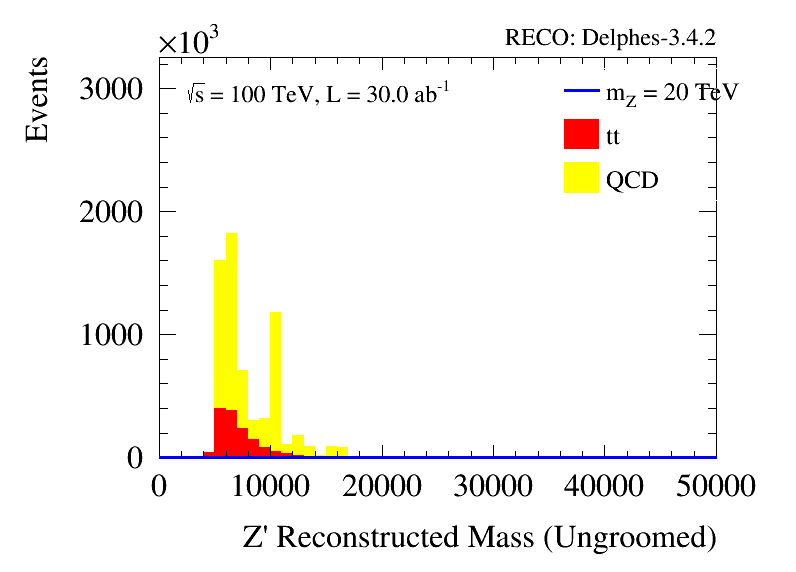 ×10³
RECO: Delphes-3.4.2
Events
√s = 100 TeV, L = 30.0 ab⁻¹
m_Z = 20 TeV
tt
QCD
3000
2000
1000
0
0 10000 20000 30000 40000 50000
Z' Reconstructed Mass (Ungroomed)